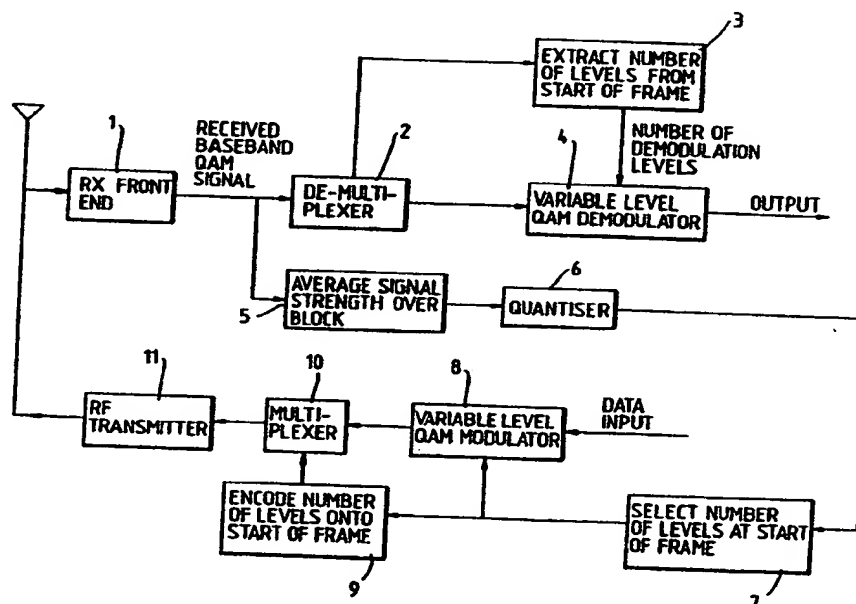 3
EXTRACT NUMBER
OF LEVELS FROM
START OF FRAME
1
RECEIVED
BASEBAND
QAM
SIGNAL
2
NUMBER OF
DEMODULATION
LEVELS
4
RX FRONT
END
DE-MULTI-
PLEXER
VARIABLE LEVEL
QAM DEMODULATOR
OUTPUT
5
AVERAGE SIGNAL
STRENGTH OVER
BLOCK
6
QUANTISER
11
RF
TRANSMITTER
10
MULTI-
PLEXER
8
VARIABLE LEVEL
QAM MODULATOR
DATA
INPUT
ENCODE NUMBER
OF LEVELS ONTO
START OF FRAME
9
SELECT NUMBER
OF LEVELS AT START
OF FRAME
7